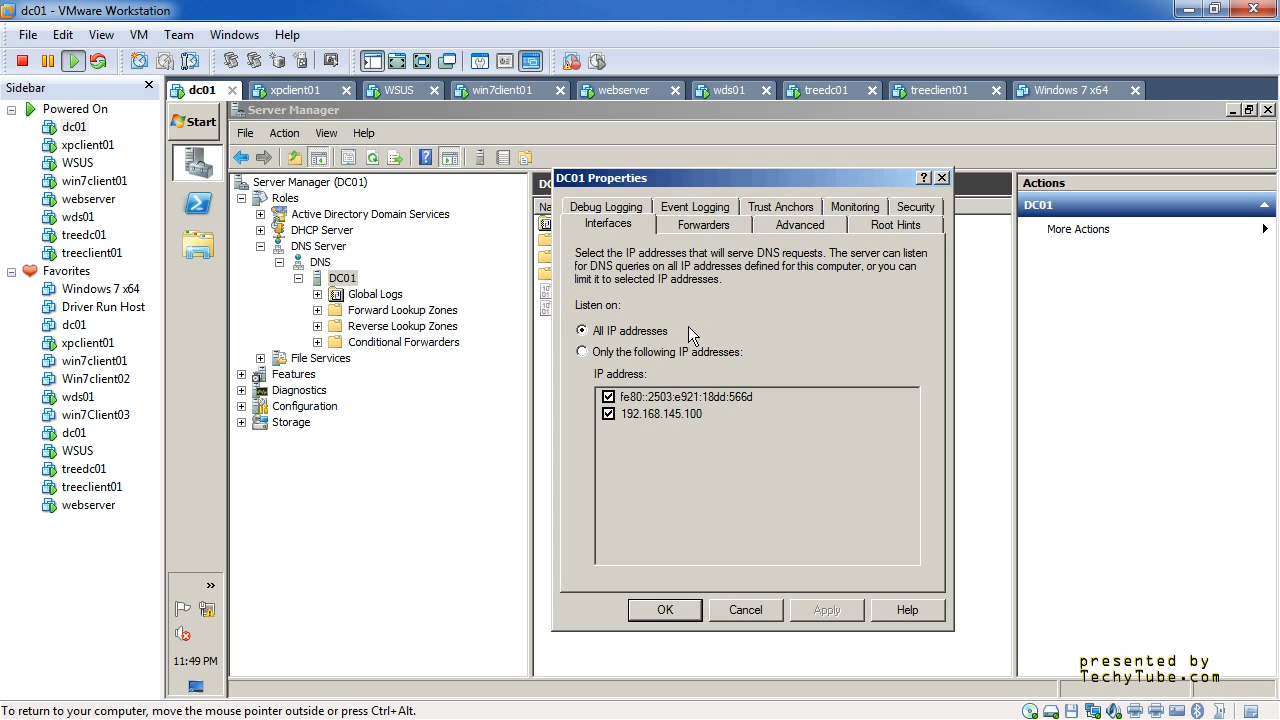 dc01 - VMware Workstation
File Edit View VM Team Windows Help
Sidebar
Powered On
dc01
xpclient01
WSUS
win7client01
webserver
wds01
treedc01
treeclient01
Favorites
Windows 7 x64
Driver Run Host
dc01
xpclient01
win7client01
Win7client02
wds01
win7Client03
dc01
WSUS
treedc01
treeclient01
webserver
dc01 xpclient01 WSUS win7client01 webserver wds01 treedc01 treeclient01 Windows 7 x64
Start
Server Manager
File Action View Help
Server Manager (DC01)
Roles
Active Directory Domain Services
DHCP Server
DNS Server
DNS
DC01
Global Logs
Forward Lookup Zones
Reverse Lookup Zones
Conditional Forwarders
File Services
Features
Diagnostics
Configuration
Storage
DC01 Properties
Debug Logging Event Logging Trust Anchors Monitoring Security
Interfaces Forwarders Advanced Root Hints
Select the IP addresses that will serve DNS requests. The server can listen
for DNS queries on all IP addresses defined for this computer, or you can
limit it to selected IP addresses.
Listen on:
All IP addresses
Only the following IP addresses:
IP address:
fe80::2503:e921:18dd:566d
192.168.145.100
OK Cancel Apply Help
Actions
DC01
More Actions
11:49 PM
presented by
TechyTube.com
To return to your computer, move the mouse pointer outside or press Ctrl+Alt.